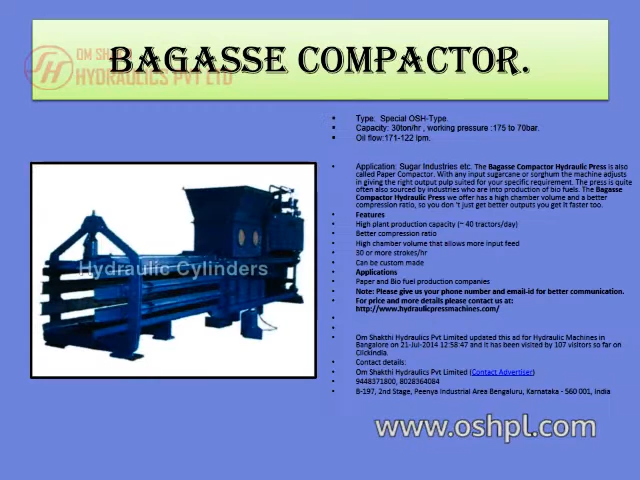 OM SHAKTHI
HYDRAULICS PVT LTD
BAGASSE COMPACTOR.
Type. Special OSH-Type.
Capacity: 30ton/hr , working pressure :175 to 70bar.
Oil flow:171-122 lpm.
Application: Sugar Industries etc. The Bagasse Compactor Hydraulic Press is also
called Paper Compactor. With any input sugarcane or sorghum the machine adjusts
in giving the right output pulp suited for your specific requirement. The press is quite
often also sourced by industries who are into production of bio fuels. The Bagasse
Compactor Hydraulic Press we offer has a high chamber volume and a better
compression ratio, so you don 't just get better outputs you get it faster too.
Features
High plant production capacity (~ 40 tractors/day)
Better compression ratio
High chamber volume that allows more input feed
30 or more strokes/hr
Can be custom made
Applications
Paper and Bio fuel production companies
Note: Please give us your phone number and email-id for better communication.
For price and more details please contact us at:
http://www.hydraulicpressmachines.com/
Om Shakthi Hydraulics Pvt Limited updated this ad for Hydraulic Machines in
Bangalore on 21-Jul-2014 12:58:47 and it has been visited by 107 visitors so far on
Clickindia.
Contact details:
Om Shakthi Hydraulics Pvt Limited (Contact Advertiser)
9448371800, 8028364084
B-197, 2nd Stage, Peenya Industrial Area Bengaluru, Karnataka - 560 001, India
Hydraulic Cylinders
www.oshpl.com